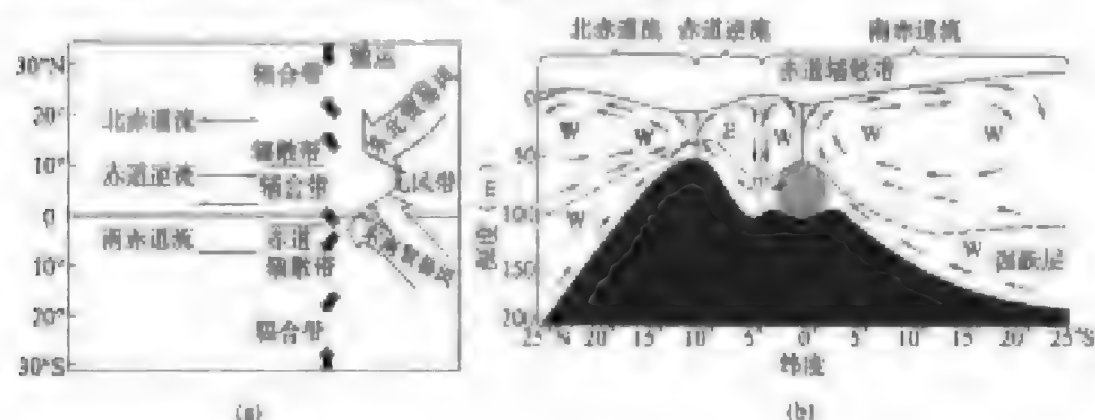 30°N
20°
10°
0
10°
20°
30°S
辐合带
北赤道流
辐散带
赤道逆流
辐合带
无风带
南赤道流
赤道
辐散带
辐合带
(a)
北赤道流 赤道逆流 南赤道流
赤道辐散带
0
50
100
150
200
深度 (m)
W W E W W W
W
W 温跃层
25°N 20 15 10 5 0 5 10 15 20 25°S
纬度
(b)